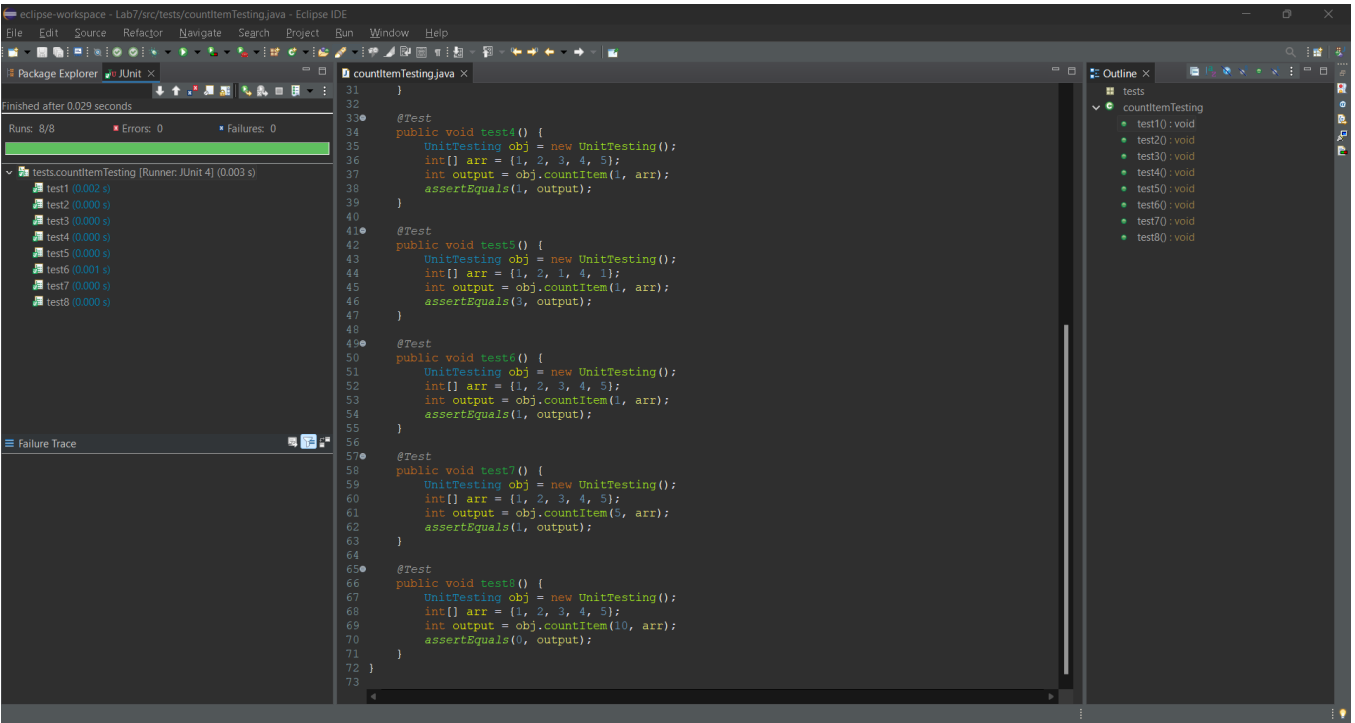 eclipse-workspace - Lab7/src/tests/countItemTesting.java - Eclipse IDE
File Edit Source Refactor Navigate Search Project Run Window Help
Package Explorer JUnit
Finished after 0.029 seconds
Runs: 8/8 Errors: 0 Failures: 0
tests.countItemTesting [Runner: JUnit 4] (0.003 s)
test1 (0.002 s)
test2 (0.000 s)
test3 (0.000 s)
test4 (0.000 s)
test5 (0.000 s)
test6 (0.001 s)
test7 (0.000 s)
test8 (0.000 s)
Failure Trace
countItemTesting.java
31 }
32
33 @Test
34 public void test4() {
35 UnitTesting obj = new UnitTesting();
36 int[] arr = {1, 2, 3, 4, 5};
37 int output = obj.countItem(1, arr);
38 assertEquals(1, output);
39 }
40
41 @Test
42 public void test5() {
43 UnitTesting obj = new UnitTesting();
44 int[] arr = {1, 2, 1, 4, 1};
45 int output = obj.countItem(1, arr);
46 assertEquals(3, output);
47 }
48
49 @Test
50 public void test6() {
51 UnitTesting obj = new UnitTesting();
52 int[] arr = {1, 2, 3, 4, 5};
53 int output = obj.countItem(1, arr);
54 assertEquals(1, output);
55 }
56
57 @Test
58 public void test7() {
59 UnitTesting obj = new UnitTesting();
60 int[] arr = {1, 2, 3, 4, 5};
61 int output = obj.countItem(5, arr);
62 assertEquals(1, output);
63 }
64
65 @Test
66 public void test8() {
67 UnitTesting obj = new UnitTesting();
68 int[] arr = {1, 2, 3, 4, 5};
69 int output = obj.countItem(10, arr);
70 assertEquals(0, output);
71 }
72 }
73
Outline
tests
countItemTesting
test1() : void
test2() : void
test3() : void
test4() : void
test5() : void
test6() : void
test7() : void
test8() : void